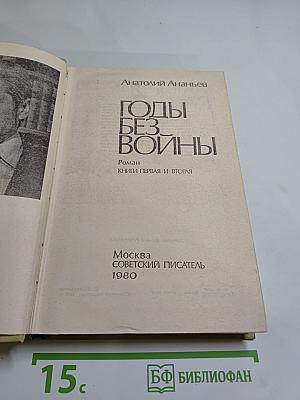 Анатолий Ананьев
ГОДЫ
БЕЗ
ВОЙНЫ
Роман
КНИГИ ПЕРВАЯ И ВТОРАЯ
Москва
СОВЕТСКИЙ ПИСАТЕЛЬ
1980
15с
БФ БИБЛИОФАН